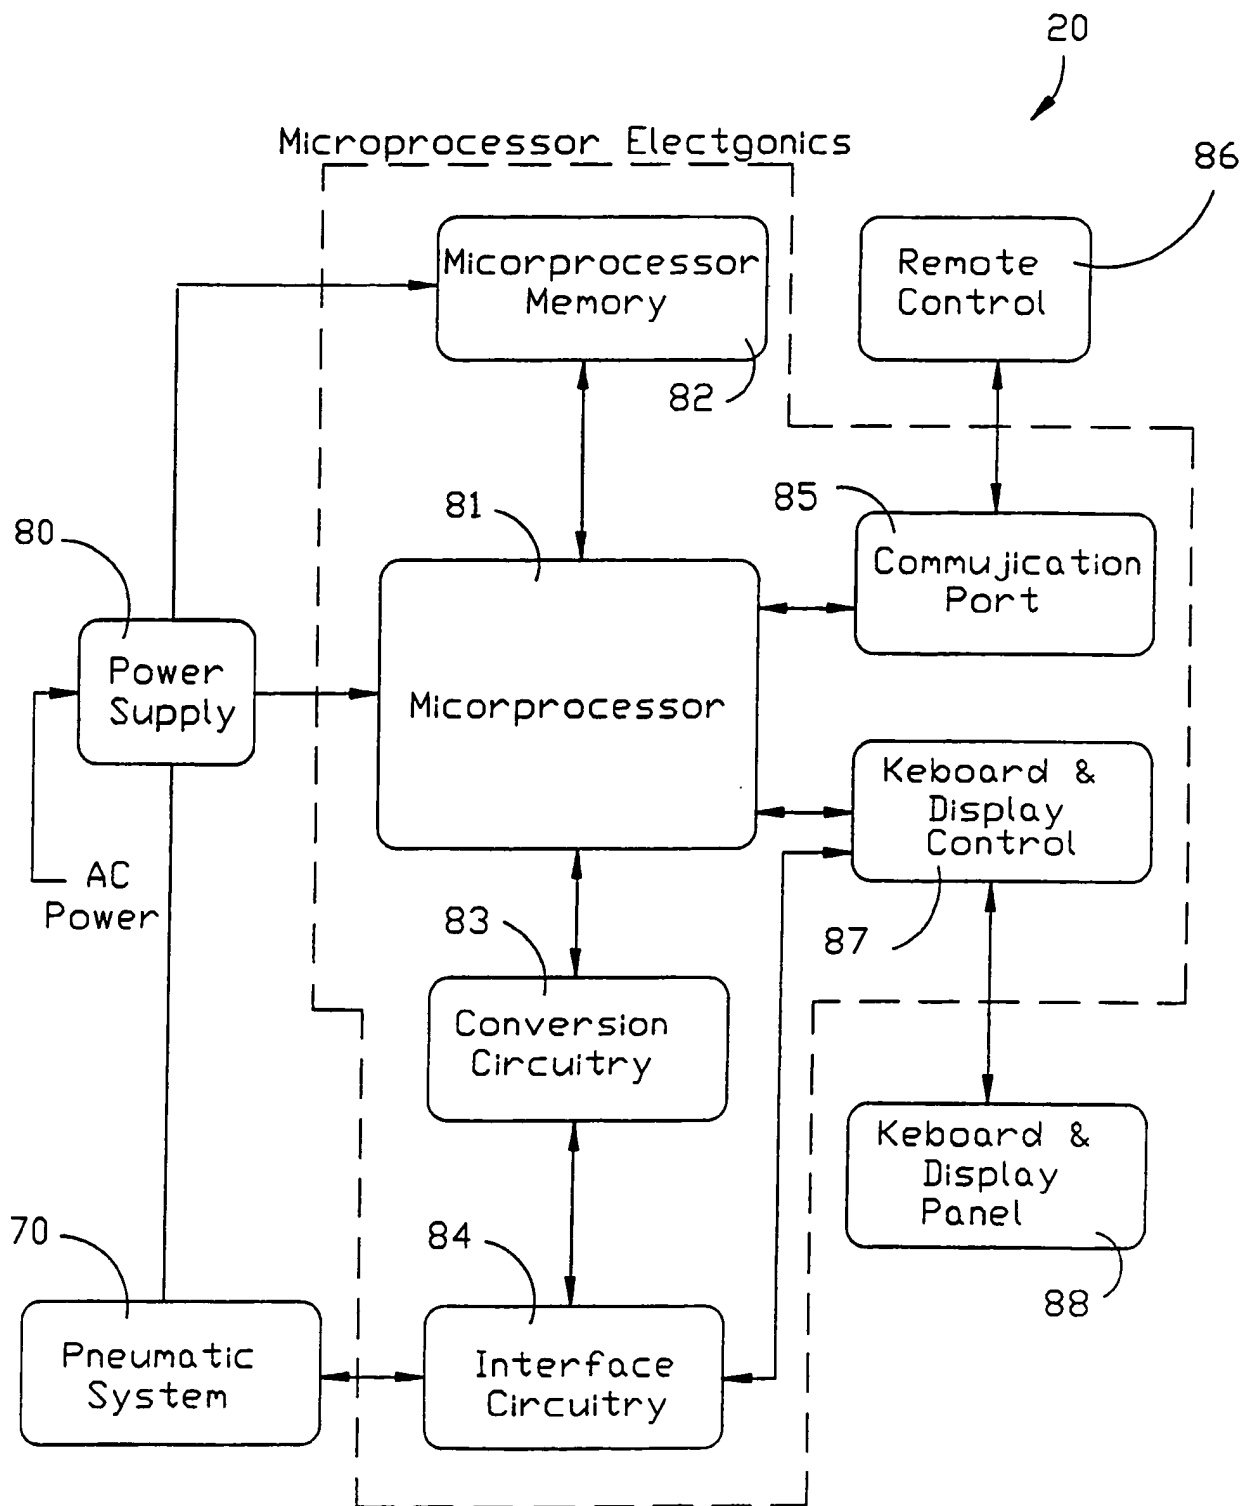 20
Microprocessor Electgonics
86
Micorprocessor
Memory
82
Remote
Control
81
85
Commujication
Port
80
Power
Supply
Micorprocessor
Keboard &
Display
Control
87
AC
Power
83
Conversion
Circuitry
Keboard &
Display
Panel
88
70
84
Pneumatic
System
Interface
Circuitry